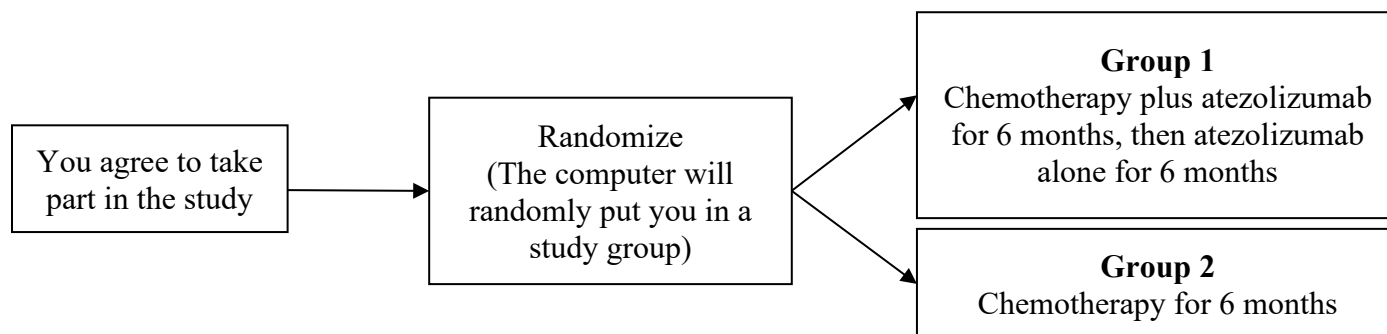 You agree to take
part in the study
Randomize
(The computer will
randomly put you in a
study group)
Group 1
Chemotherapy plus atezolizumab
for 6 months, then atezolizumab
alone for 6 months
Group 2
Chemotherapy for 6 months